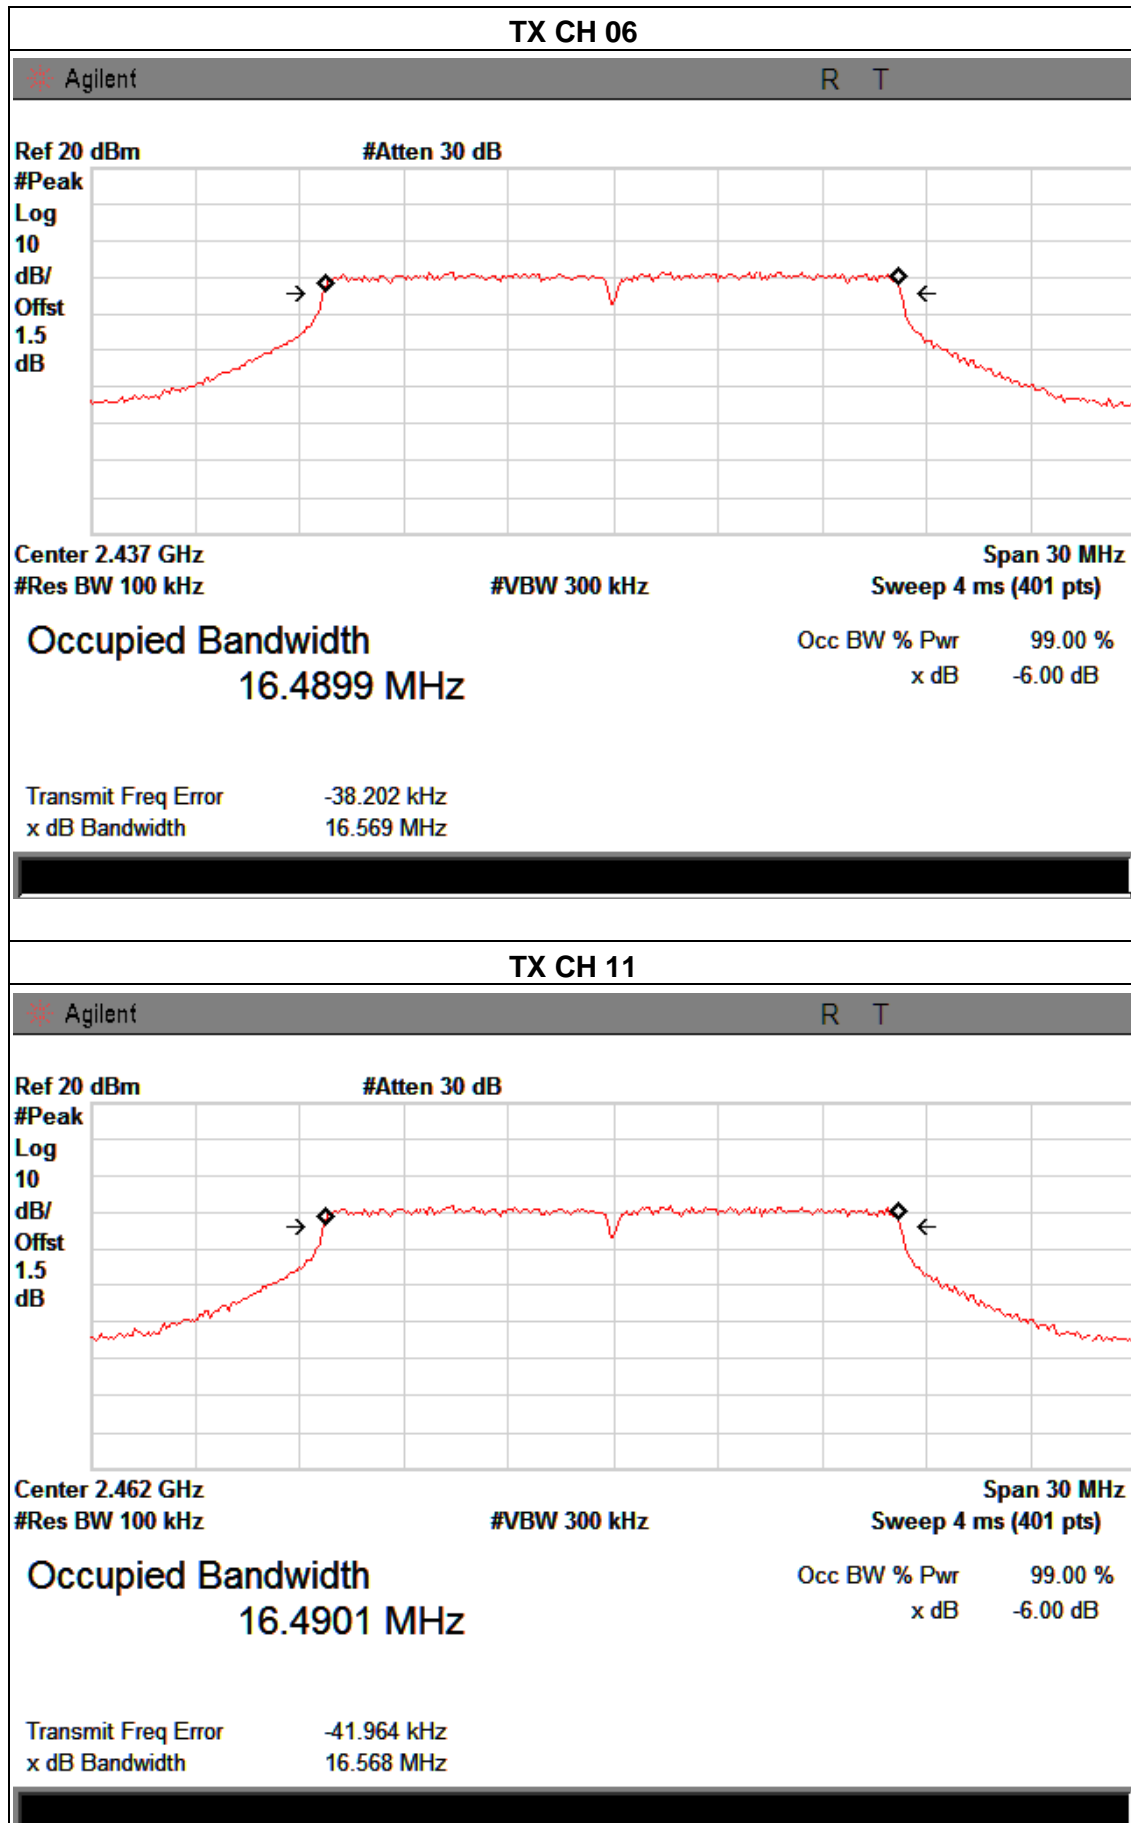 TX CH 06
Agilent R T
Ref 20 dBm #Atten 30 dB
#Peak
Log
10
dB/
Offst
1.5
dB
Center 2.437 GHz Span 30 MHz
#Res BW 100 kHz #VBW 300 kHz Sweep 4 ms (401 pts)
Occupied Bandwidth Occ BW % Pwr 99.00 %
16.4899 MHz x dB -6.00 dB
Transmit Freq Error -38.202 kHz
x dB Bandwidth 16.569 MHz
TX CH 11
Agilent R T
Ref 20 dBm #Atten 30 dB
#Peak
Log
10
dB/
Offst
1.5
dB
Center 2.462 GHz Span 30 MHz
#Res BW 100 kHz #VBW 300 kHz Sweep 4 ms (401 pts)
Occupied Bandwidth Occ BW % Pwr 99.00 %
16.4901 MHz x dB -6.00 dB
Transmit Freq Error -41.964 kHz
x dB Bandwidth 16.568 MHz